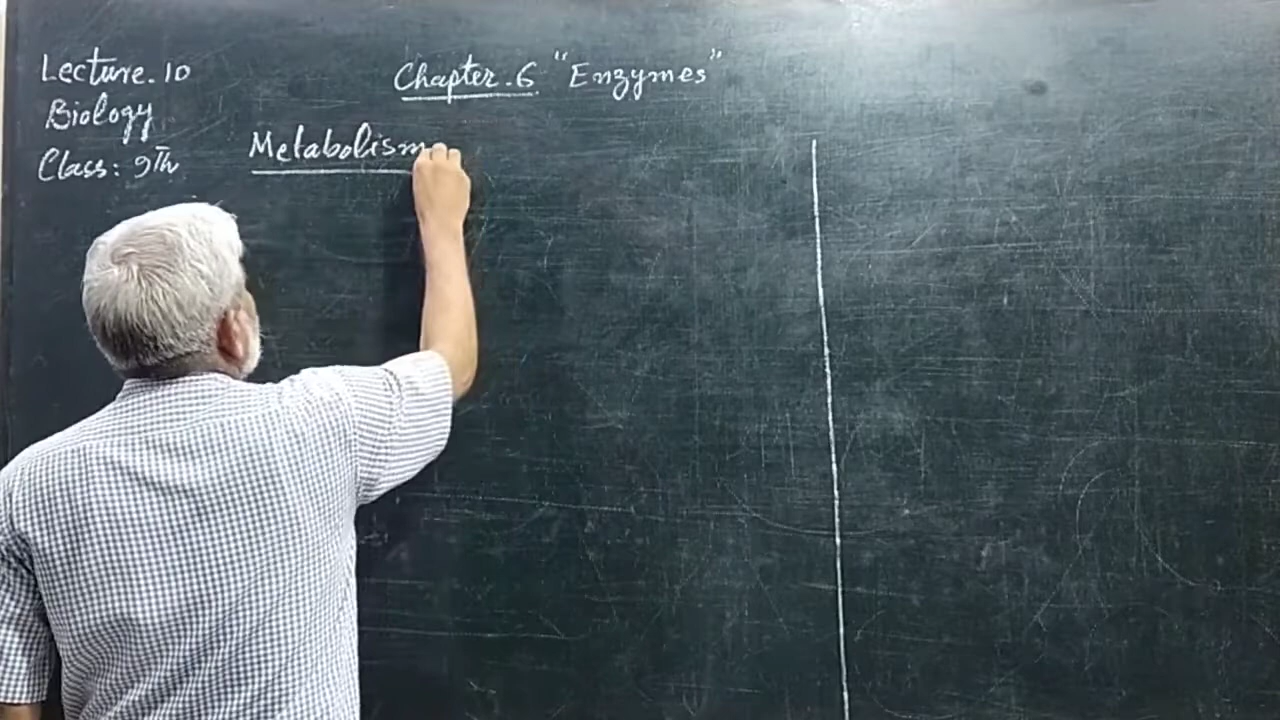 Lecture. 10
Chapter. 6 "Enzymes"
Biology
Metabolism
Class: 9Th